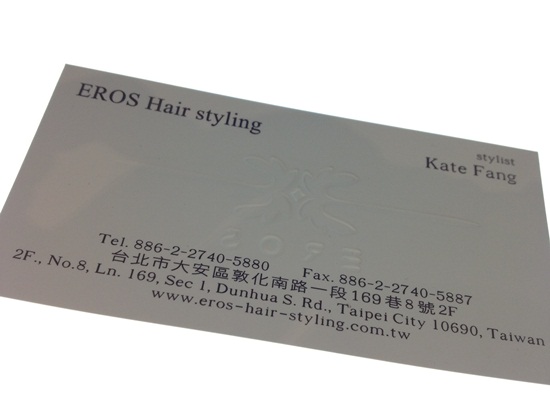 EROS Hair styling
stylist
Kate Fang
Tel. 886-2-2740-5880 Fax. 886-2-2740-5887
台北市大安區敦化南路一段169巷8號2F
2F., No.8, Ln. 169, Sec 1, Dunhua S. Rd., Taipei City 10690, Taiwan
www.eros-hair-styling.com.tw